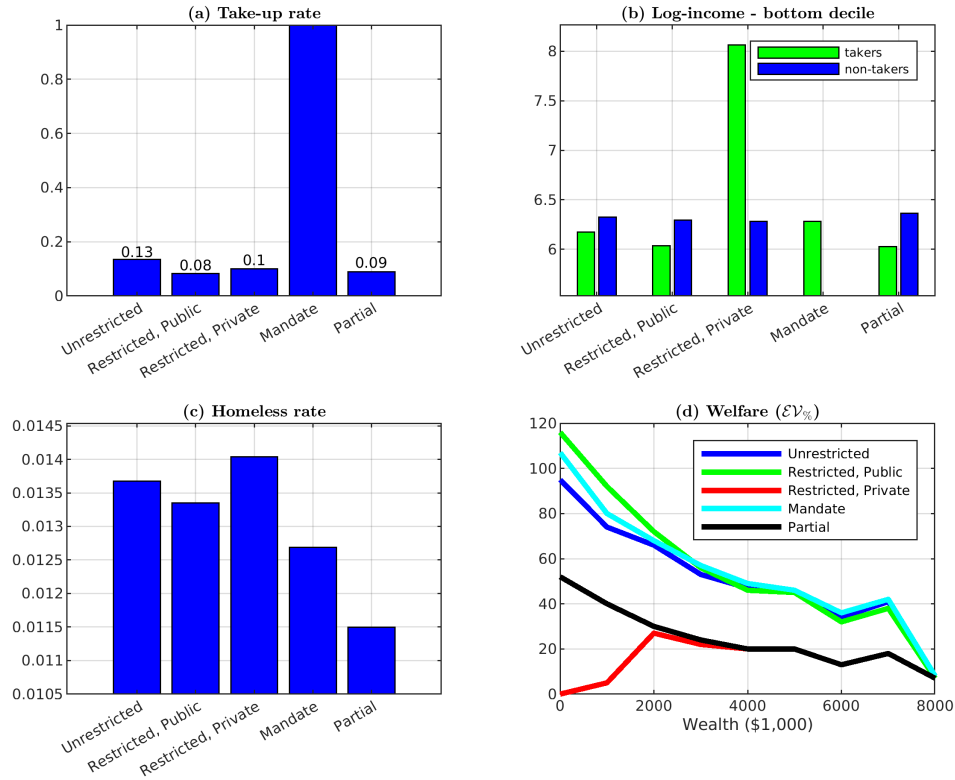 (a) Take-up rate
1
0.8
0.6
0.4
0.2
0
0.13
0.08
0.1
0.09
Unrestricted
Restricted, Public
Restricted, Private
Mandate
Partial
(b) Log-income - bottom decile
8
7.5
7
6.5
6
takers
non-takers
Unrestricted
Restricted, Public
Restricted, Private
Mandate
Partial
(c) Homeless rate
0.0145
0.014
0.0135
0.013
0.0125
0.012
0.0115
0.011
0.0105
Unrestricted
Restricted, Public
Restricted, Private
Mandate
Partial
(d) Welfare (ℰ𝒱%)
120
100
80
60
40
20
0
Unrestricted
Restricted, Public
Restricted, Private
Mandate
Partial
0 2000 4000 6000 8000
Wealth ($1,000)